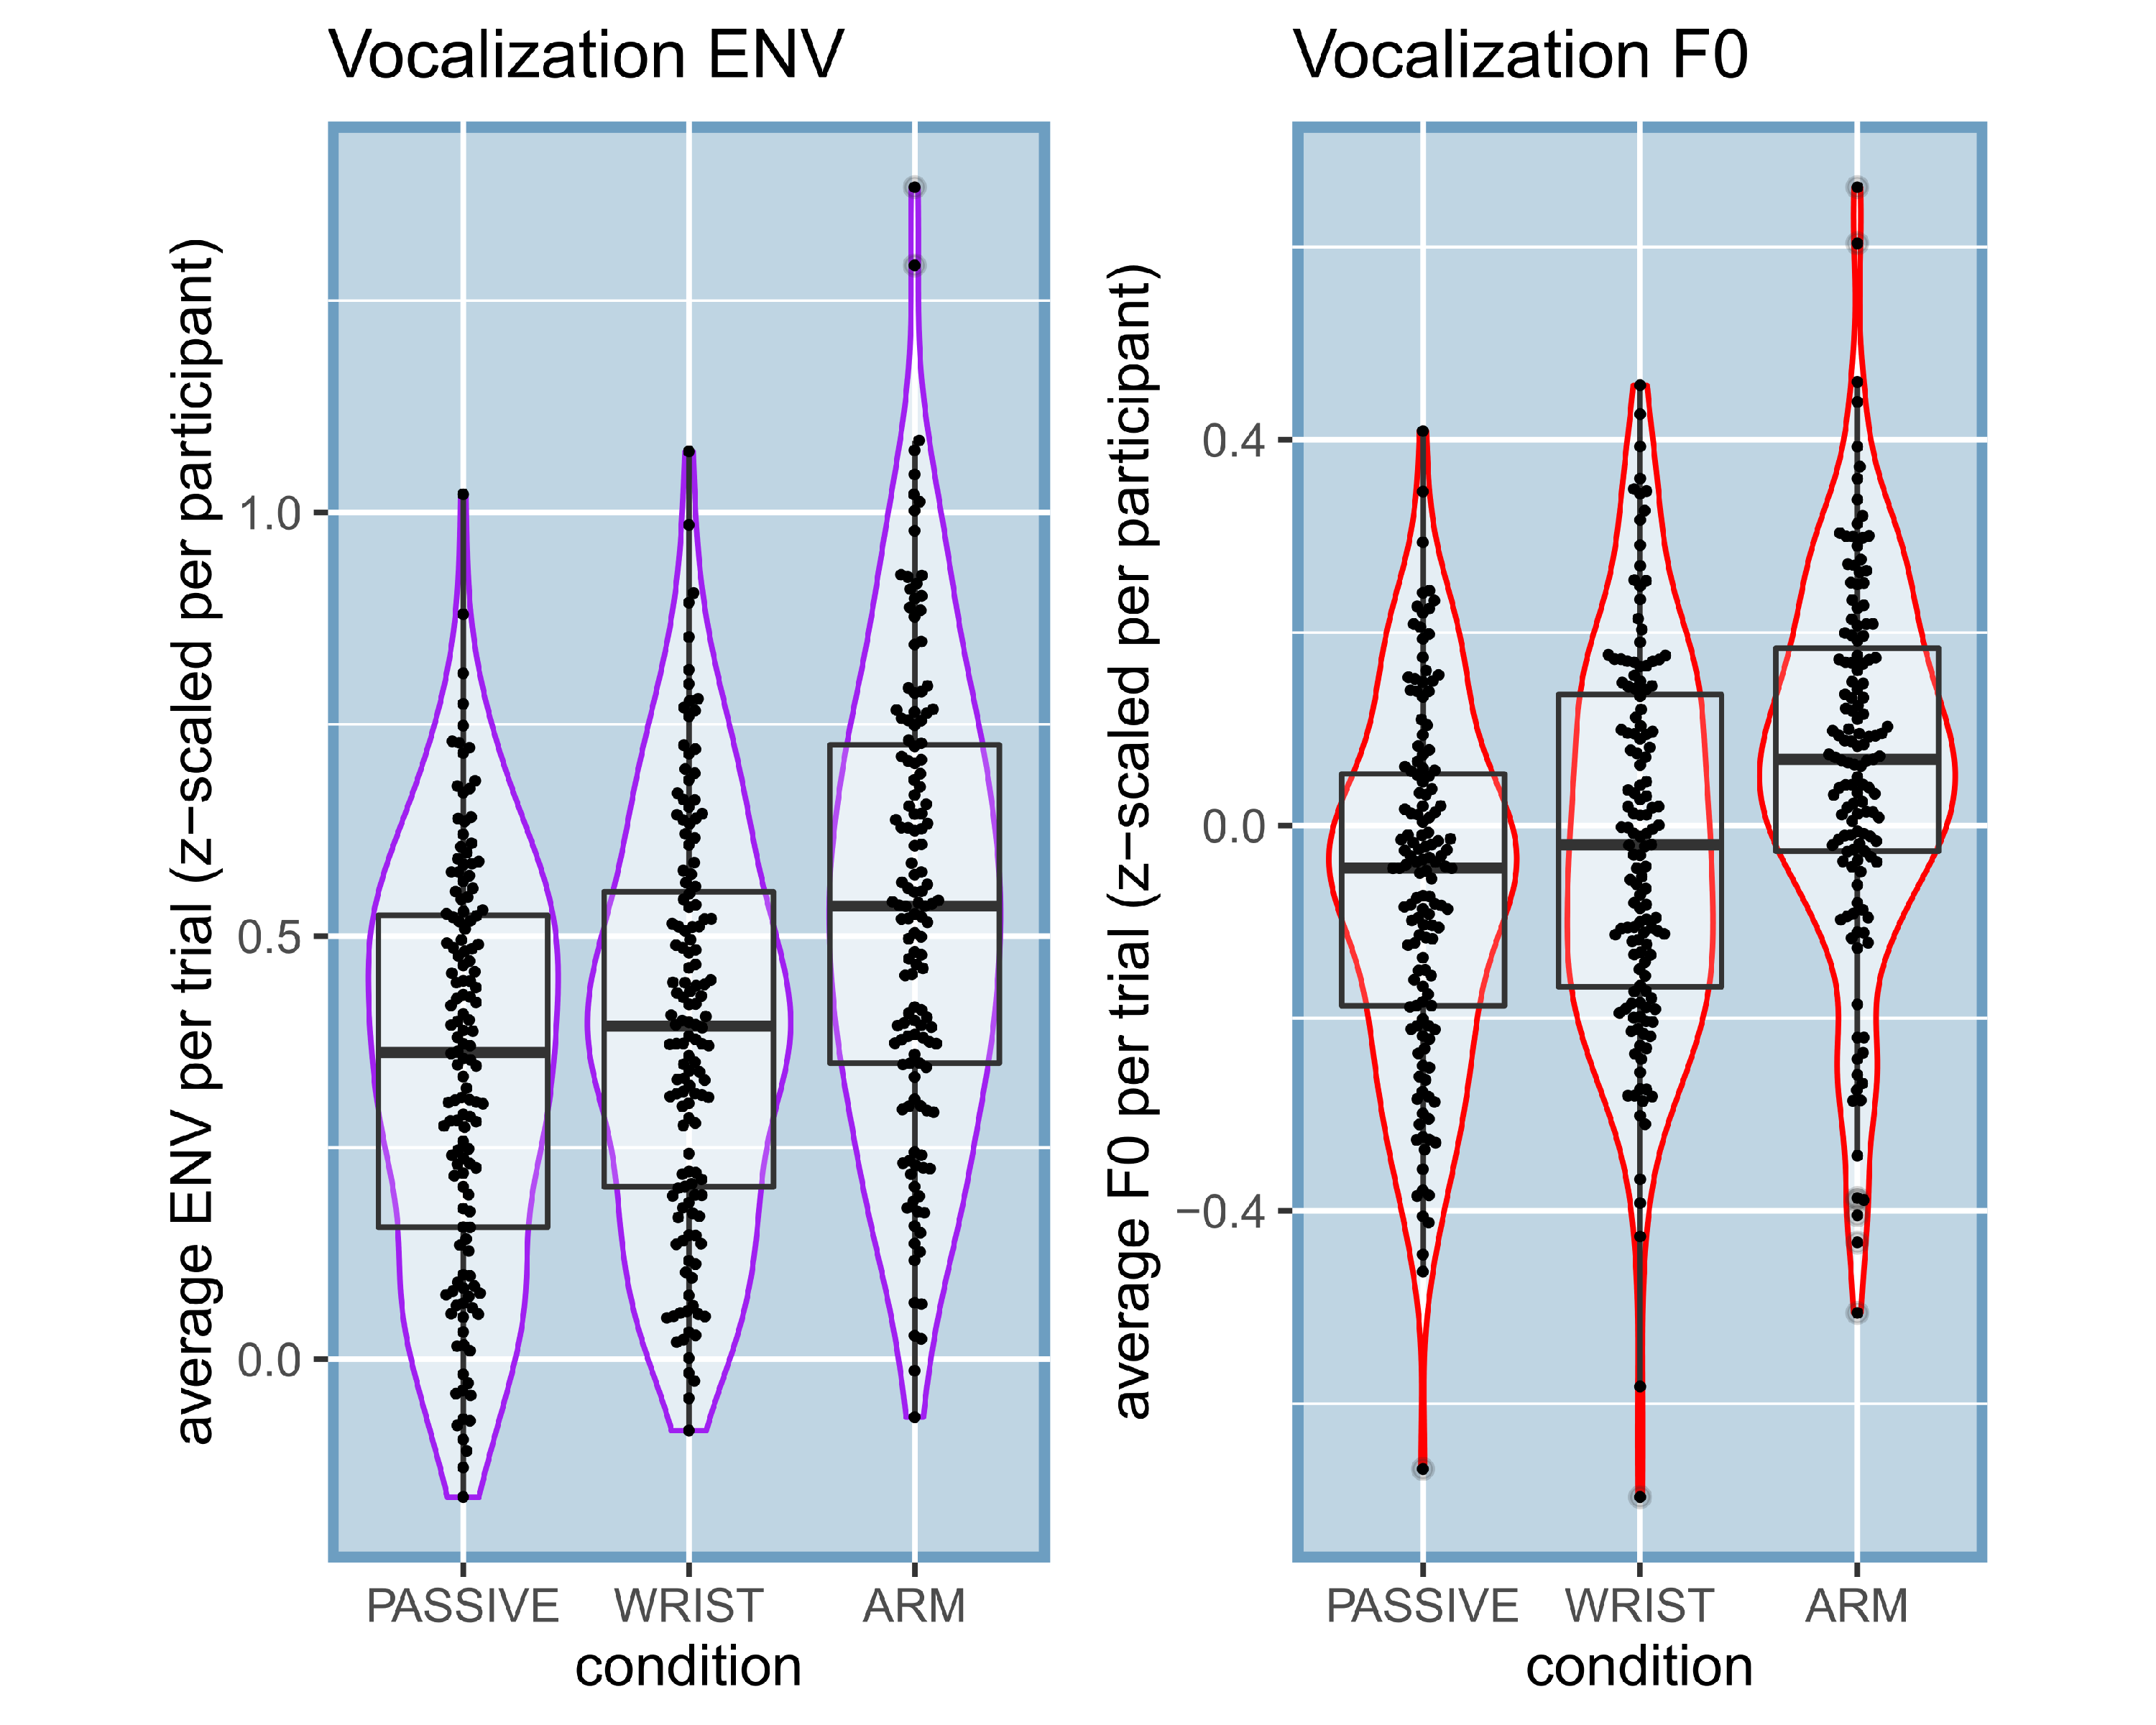 Vocalization ENV
average ENV per trial (z−scaled per participant)
1.0
0.5
0.0
PASSIVE WRIST ARM
condition
Vocalization F0
average F0 per trial (z−scaled per participant)
0.4
0.0
−0.4
PASSIVE WRIST ARM
condition